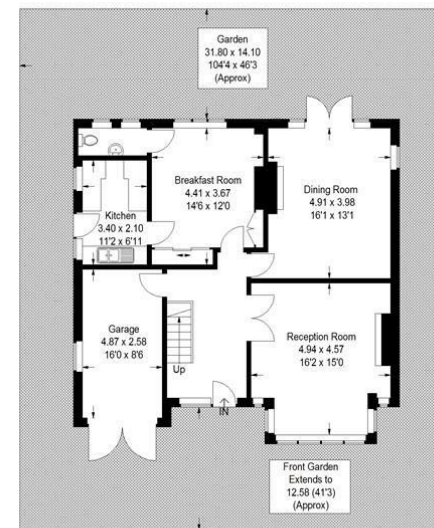 Garden
31.80 x 14.10
104'4 x 46'3
(Approx)
Breakfast Room
4.41 x 3.67
14'6 x 12'0
Dining Room
4.91 x 3.98
16'1 x 13'1
Kitchen
3.40 x 2.10
11'2 x 6'11
Garage
4.87 x 2.58
16'0 x 8'6
Up
IN
Reception Room
4.94 x 4.57
16'2 x 15'0
Front Garden
Extends to
12.58 (41'3)
(Approx)